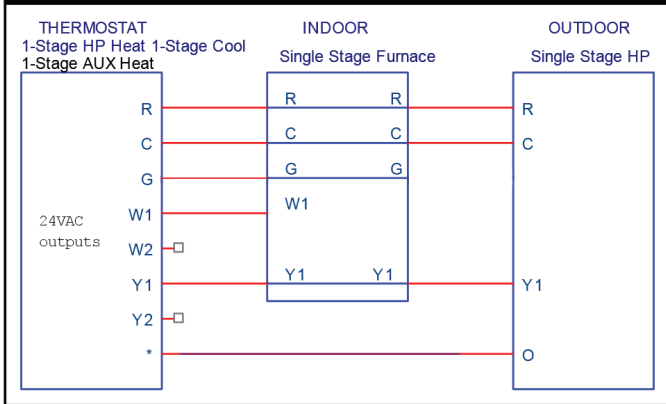 THERMOSTAT
1-Stage HP Heat 1-Stage Cool
1-Stage AUX Heat
INDOOR
Single Stage Furnace
OUTDOOR
Single Stage HP
R R R R
C C C C
G G G
W1 W1
24VAC
outputs
W2
Y1 Y1 Y1 Y1
Y2
* O